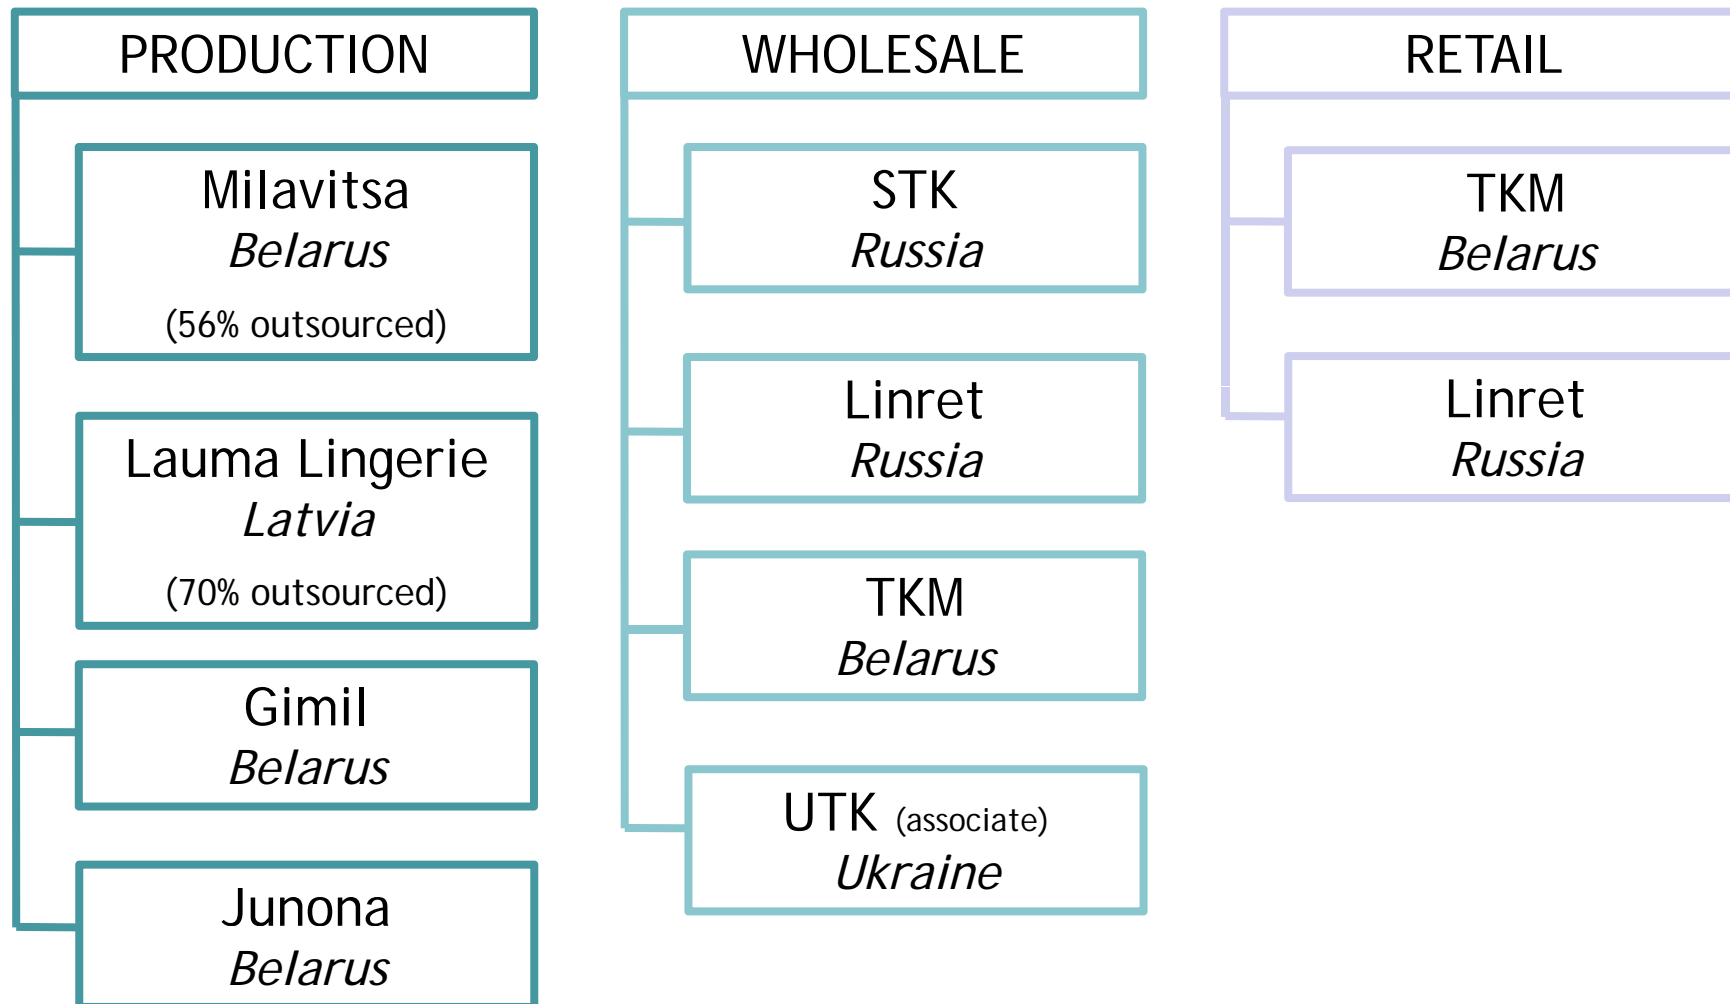 PRODUCTION
Milavitsa
Belarus
(56% outsourced)
Lauma Lingerie
Latvia
(70% outsourced)
Gimil
Belarus
Junona
Belarus
WHOLESALE
STK
Russia
Linret
Russia
TKM
Belarus
UTK (associate)
Ukraine
RETAIL
TKM
Belarus
Linret
Russia